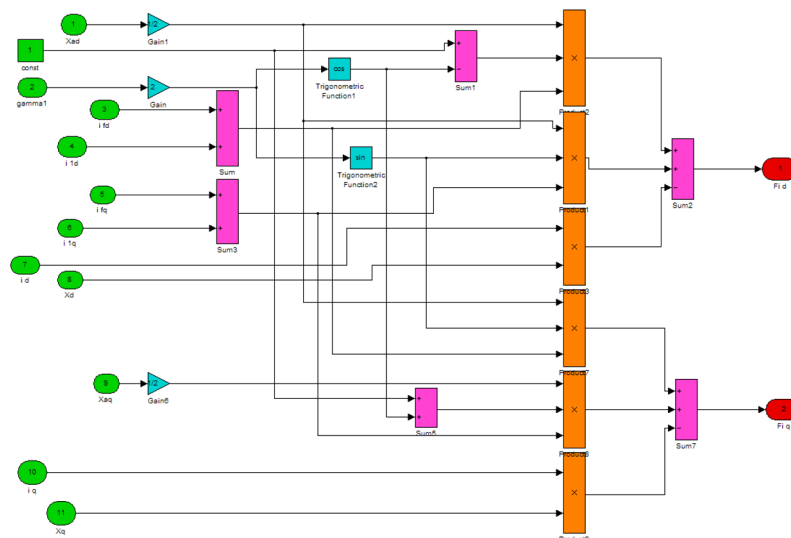 1
Xad
1/2
Gain1
1
const
2
gamma1
2
Gain
cos
Trigonometric
Function1
+
−
Sum1
×
Product2
3
i fd
4
i 1d
+
+
Sum
sin
Trigonometric
Function2
×
Product1
+
+
−
Sum2
1
Fi d
5
i fq
6
i 1q
+
+
Sum3
7
i d
Xd
×
Product3
×
Product7
9
Xaq
1/2
Gain6
+
+
×
+
+
−
Sum7
2
Fi q
10
i q
11
Xq
×